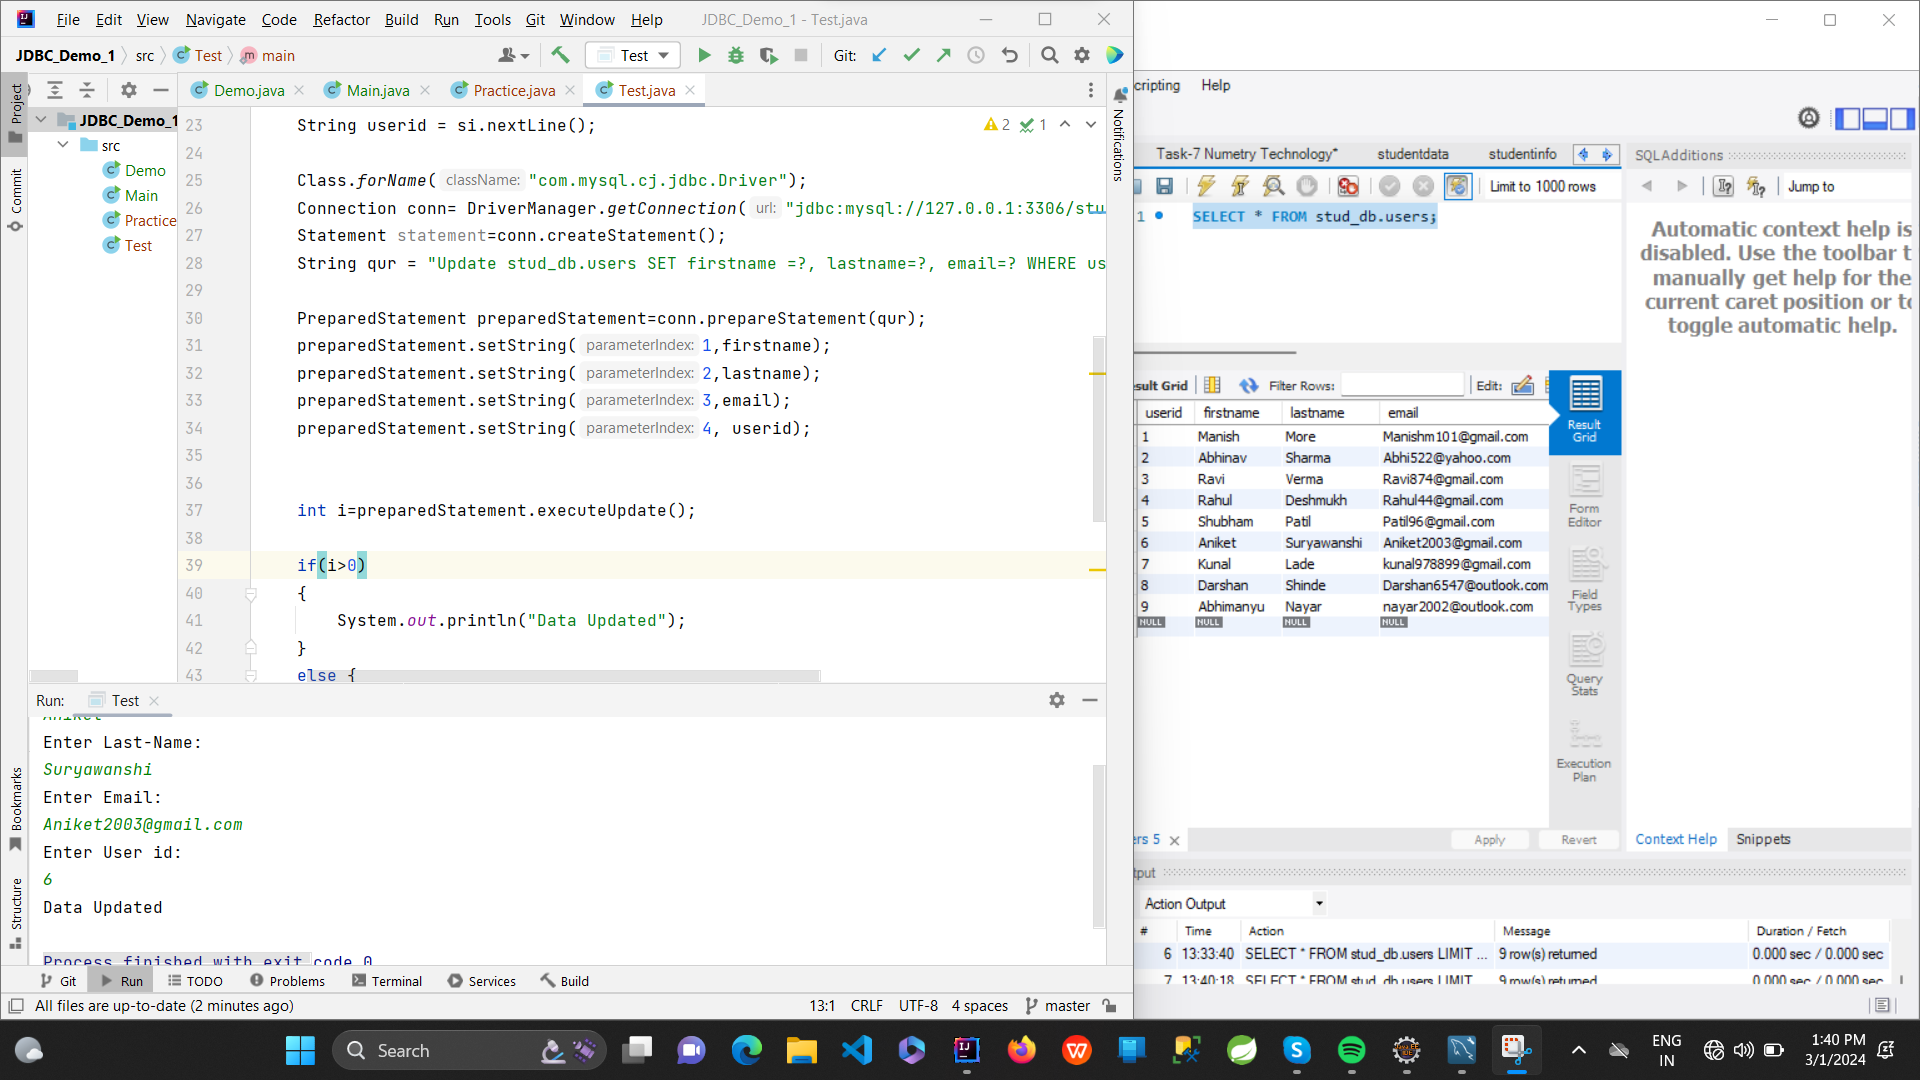 File Edit View Navigate Code Refactor Build Run Tools Git Window Help JDBC_Demo_1 - Test.java
JDBC_Demo_1 src Test main Test Git:
Project
Commit
Bookmarks
Structure
JDBC_Demo_1
src
Demo
Main
Practice
Test
Demo.java Main.java Practice.java Test.java
2 1
23 String userid = si.nextLine();
24
25 Class.forName( className: "com.mysql.cj.jdbc.Driver");
26 Connection conn= DriverManager.getConnection( url: "jdbc:mysql://127.0.0.1:3306/stu
27 Statement statement=conn.createStatement();
28 String qur = "Update stud_db.users SET firstname =?, lastname=?, email=? WHERE us
29
30 PreparedStatement preparedStatement=conn.prepareStatement(qur);
31 preparedStatement.setString( parameterIndex: 1,firstname);
32 preparedStatement.setString( parameterIndex: 2,lastname);
33 preparedStatement.setString( parameterIndex: 3,email);
34 preparedStatement.setString( parameterIndex: 4, userid);
35
36
37 int i=preparedStatement.executeUpdate();
38
39 if(i>0)
40 {
41 System.out.println("Data Updated");
42 }
43 else {
Notifications
Run: Test
Aniket
Enter Last-Name:
Suryawanshi
Enter Email:
Aniket2003@gmail.com
Enter User id:
6
Data Updated
Process finished with exit code 0
Git Run TODO Problems Terminal Services Build
All files are up-to-date (2 minutes ago) 13:1 CRLF UTF-8 4 spaces master
cripting Help
Task-7 Numetry Technology* studentdata studentinfo
Limit to 1000 rows
1 SELECT * FROM stud_db.users;
SQLAdditions
Jump to
Automatic context help is
disabled. Use the toolbar t
manually get help for the
current caret position or to
toggle automatic help.
sult Grid Filter Rows: Edit:
userid firstname lastname email
1 Manish More Manishm101@gmail.com
2 Abhinav Sharma Abhi522@yahoo.com
3 Ravi Verma Ravi874@gmail.com
4 Rahul Deshmukh Rahul44@gmail.com
5 Shubham Patil Patil96@gmail.com
6 Aniket Suryawanshi Aniket2003@gmail.com
7 Kunal Lade kunal978899@gmail.com
8 Darshan Shinde Darshan6547@outlook.com
9 Abhimanyu Nayar nayar2002@outlook.com
NULL NULL NULL NULL
Result
Grid
Form
Editor
Field
Types
Query
Stats
Execution
Plan
ers 5 Apply Revert
Context Help Snippets
tput
Action Output
# Time Action Message Duration / Fetch
6 13:33:40 SELECT * FROM stud_db.users LIMIT ... 9 row(s) returned 0.000 sec / 0.000 sec
7 13:40:18 SELECT * FROM stud_db.users LIMIT ... 9 row(s) returned 0.000 sec / 0.000 sec
Search
ENG
IN
1:40 PM
3/1/2024